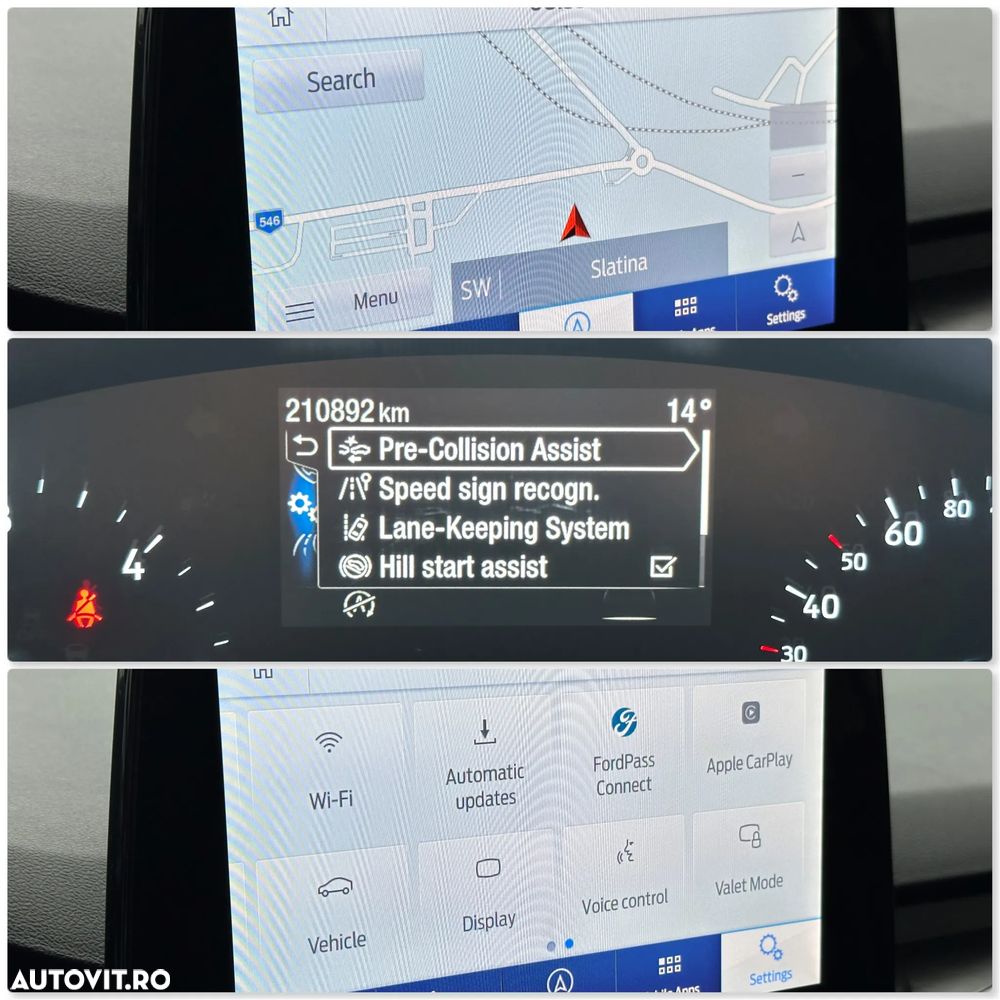 Search
546
Menu
SW
Slatina
Settings
210892 km
14°
Pre-Collision Assist
Speed sign recogn.
Lane-Keeping System
Hill start assist
4
30
40
50
60
80
Wi-Fi
Automatic
updates
FordPass
Connect
Apple CarPlay
Vehicle
Display
Voice control
Valet Mode
Settings
AUTOVIT.RO